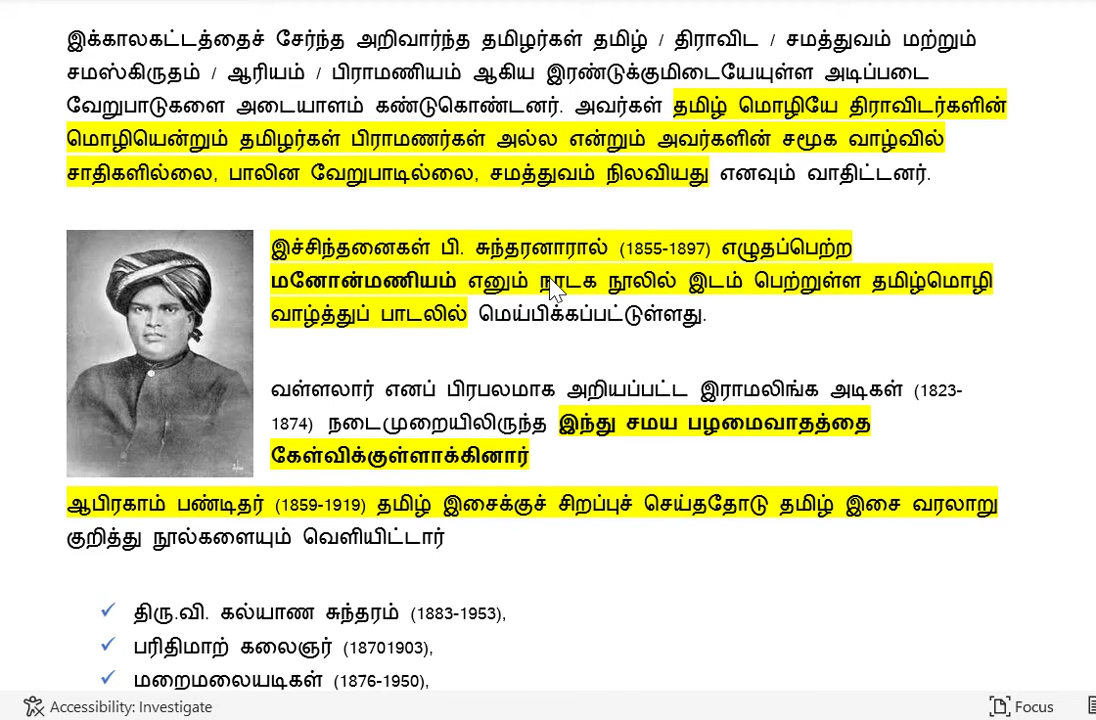 இக்காலகட்டத்தைச் சேர்ந்த அறிவார்ந்த தமிழர்கள் தமிழ் / திராவிட / சமத்துவம் மற்றும்
சமஸ்கிருதம் / ஆரியம் / பிராமணியம் ஆகிய இரண்டுக்குமிடையேயுள்ள அடிப்படை
வேறுபாடுகளை அடையாளம் கண்டுகொண்டனர். அவர்கள் தமிழ் மொழியே திராவிடர்களின்
மொழியென்றும் தமிழர்கள் பிராமணர்கள் அல்ல என்றும் அவர்களின் சமூக வாழ்வில்
சாதிகளில்லை, பாலின வேறுபாடில்லை, சமத்துவம் நிலவியது எனவும் வாதிட்டனர்.
இச்சிந்தனைகள் பி. சுந்தரனாரால் (1855-1897) எழுதப்பெற்ற
மனோன்மணியம் எனும் நாடக நூலில் இடம் பெற்றுள்ள தமிழ்மொழி
வாழ்த்துப் பாடலில் மெய்பிக்கப்பட்டுள்ளது.
வள்ளலார் எனப் பிரபலமாக அறியப்பட்ட இராமலிங்க அடிகள் (1823-
1874) நடைமுறையிலிருந்த இந்து சமய பழமைவாதத்தை
கேள்விக்குள்ளாக்கினார்
ஆபிரகாம் பண்டிதர் (1859-1919) தமிழ் இசைக்குச் சிறப்புச் செய்ததோடு தமிழ் இசை வரலாறு
குறித்து நூல்களையும் வெளியிட்டார்
திரு.வி. கல்யாண சுந்தரம் (1883-1953),
பரிதிமாற் கலைஞர் (18701903),
மறைமலையடிகள் (1876-1950),
Accessibility: Investigate Focus